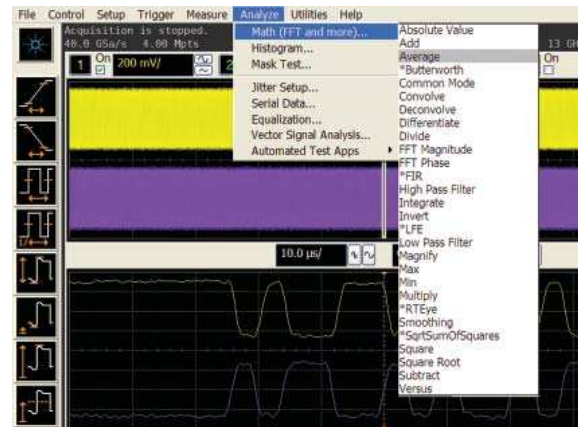 File Control Setup Trigger Measure Analyze Utilities Help
Acquisition is stopped.
48.0 GSa/s 4.00 Mpts
13 GH
1 On 200 mV/ 2 On
Math (FFT and more)...
Histogram...
Mask Test...
Jitter Setup...
Serial Data...
Equalization...
Vector Signal Analysis...
Automated Test Apps
Absolute Value
Add
Average
*Butterworth
Common Mode
Convolve
Deconvolve
Differentiate
Divide
FFT Magnitude
FFT Phase
*FIR
High Pass Filter
Integrate
Invert
*LFE
Low Pass Filter
Magnify
Max
Min
Multiply
*RTEye
Smoothing
*SqrtSumOfSquares
Square
Square Root
Subtract
Versus
10.0 µs/